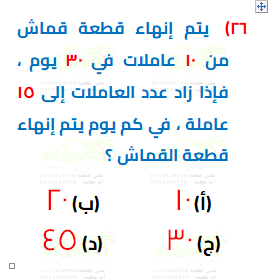 ٢٦) يتم إنهاء قطعة قماش
من ١٠ عاملات في ٣٠ يوم ،
فإذا زاد عدد العاملات إلى ١٥
عاملة ، في كم يوم يتم إنهاء
قطعة القماش ؟
(أ) ١٠ (ب) ٢٠
(ج) ٣٠ (د) ٤٥